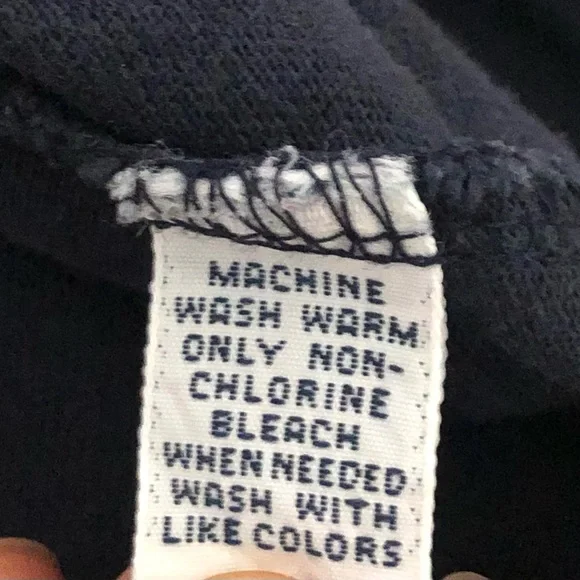 MACHINE
WASH WARM
ONLY NON-
CHLORINE
BLEACH
WHEN NEEDED
WASH WITH
LIKE COLORS